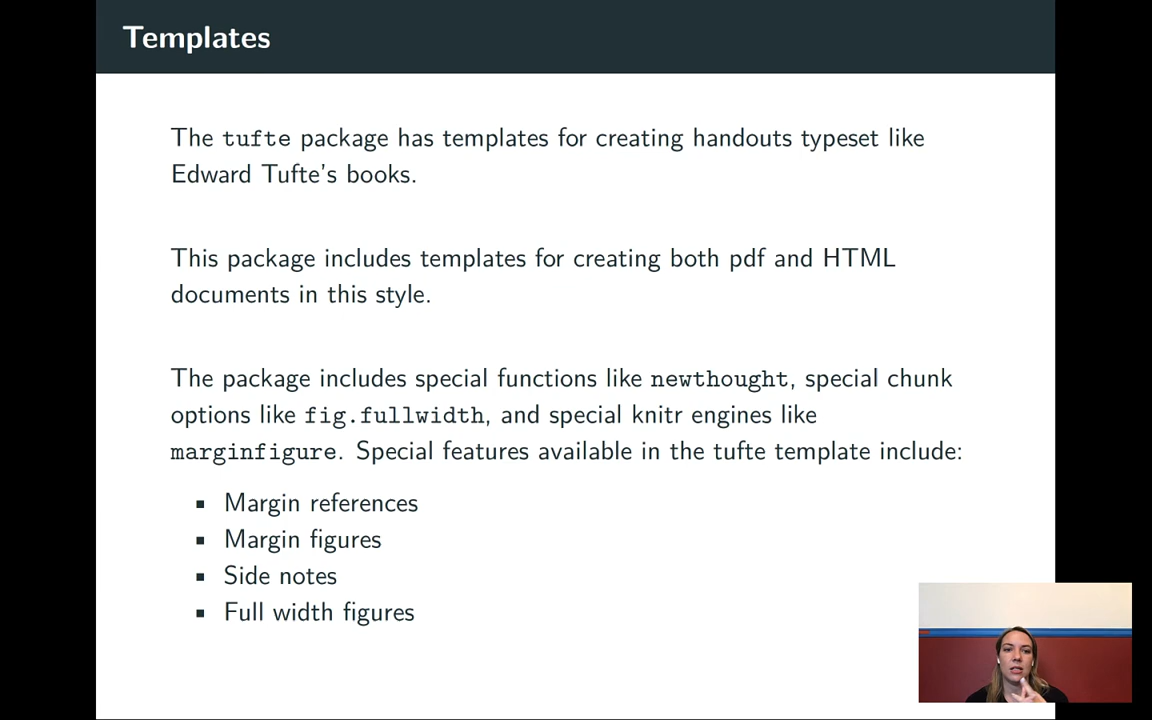 Templates
The tufte package has templates for creating handouts typeset like
Edward Tufte's books.
This package includes templates for creating both pdf and HTML
documents in this style.
The package includes special functions like newthought, special chunk
options like fig.fullwidth, and special knitr engines like
marginfigure. Special features available in the tufte template include:
▪ Margin references
▪ Margin figures
▪ Side notes
▪ Full width figures